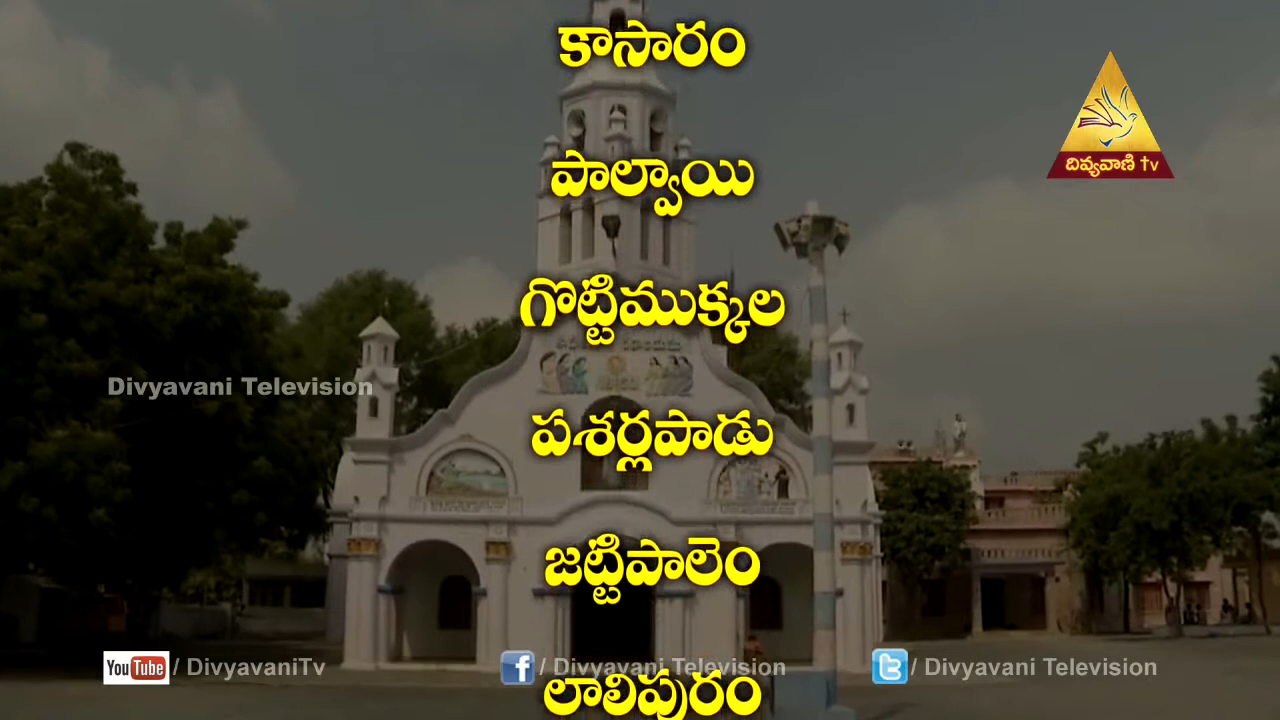 కాసారం
పాల్వాయి
దివ్యవాణి tv
గొట్టిముక్కల
Divyavani Television
పశర్లపాడు
జట్టిపాలెం
YouTube / DivyavaniTv
f / Divyavani Television
t / Divyavani Television
లాలిపురం